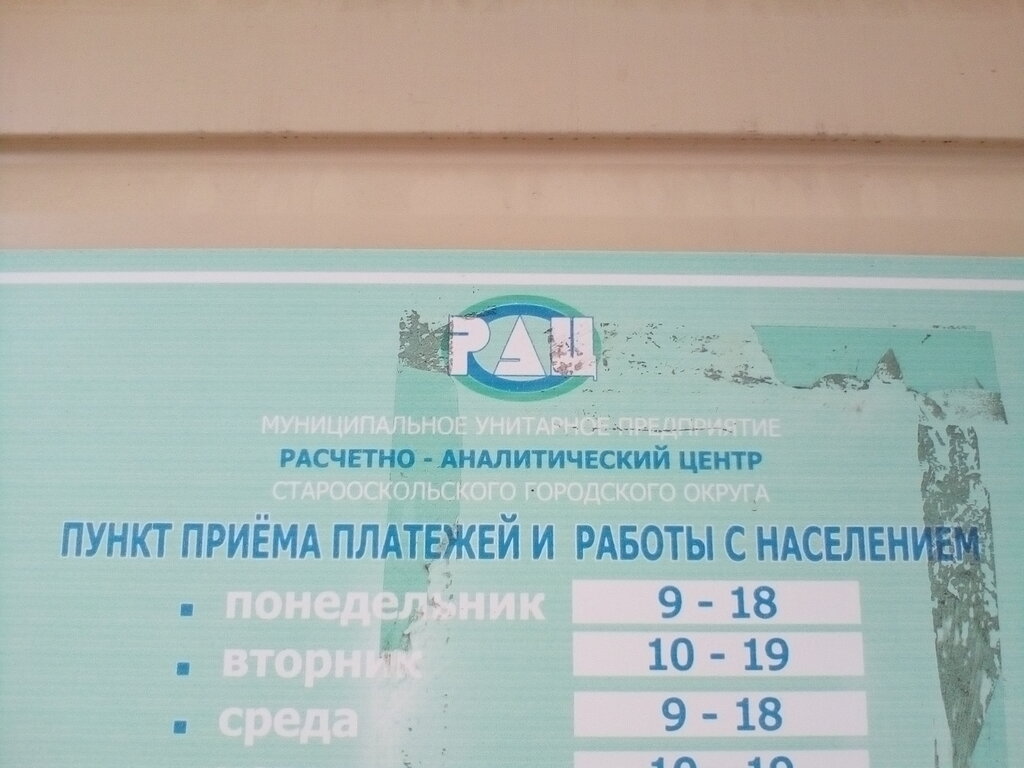 РАЦ
МУНИЦИПАЛЬНОЕ УНИТАРНОЕ ПРЕДПРИЯТИЕ
РАСЧЕТНО - АНАЛИТИЧЕСКИЙ ЦЕНТР
СТАРООСКОЛЬСКОГО ГОРОДСКОГО ОКРУГА
ПУНКТ ПРИЁМА ПЛАТЕЖЕЙ И РАБОТЫ С НАСЕЛЕНИЕМ
▪ понедельник 9 - 18
▪ вторник 10 - 19
▪ среда 9 - 18